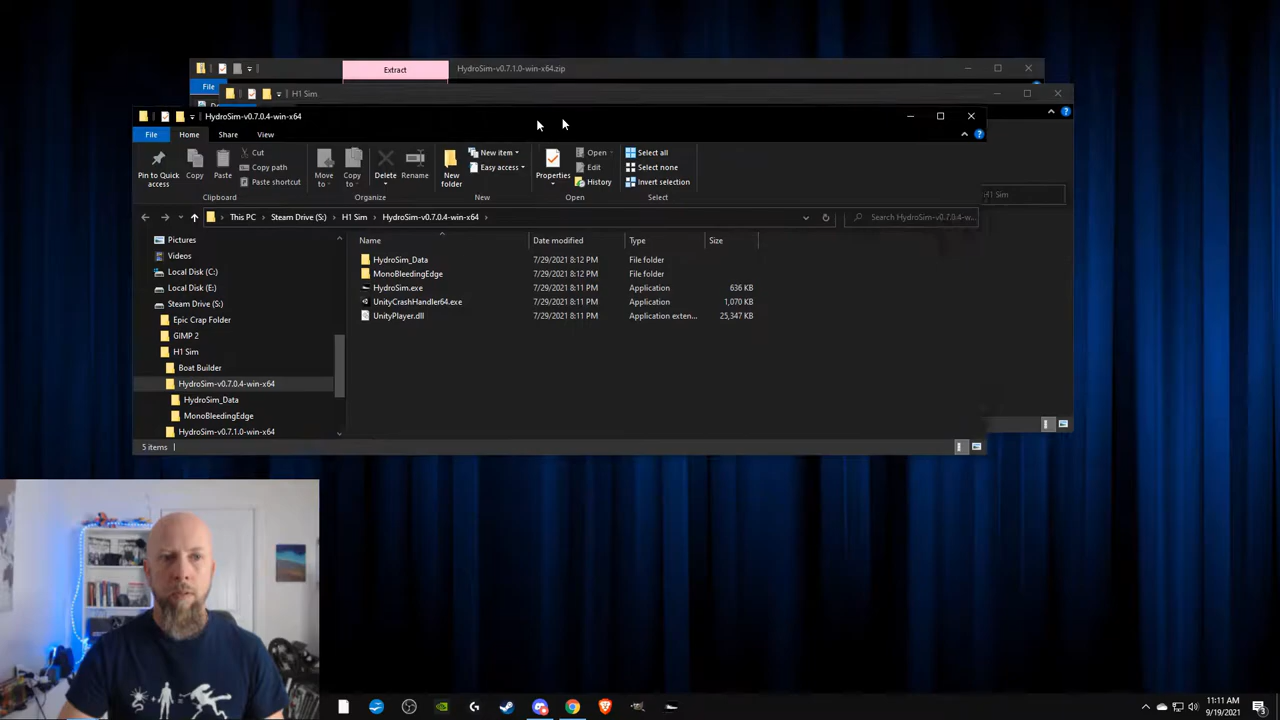 Extract
HydroSim-v0.7.1.0-win-x64.zip
File
H1 Sim
HydroSim-v0.7.0.4-win-x64
File
Home
Share
View
Pin to Quick access
Copy
Paste
Cut
Copy path
Paste shortcut
Clipboard
Move to
Copy to
Delete
Rename
Organize
New folder
New item
Easy access
New
Properties
Open
Edit
History
Open
Select all
Select none
Invert selection
Select
H1 Sim
This PC
Steam Drive (S:)
H1 Sim
HydroSim-v0.7.0.4-win-x64
Search HydroSim-v0.7.0.4-w...
Name
Date modified
Type
Size
HydroSim_Data
7/29/2021 8:12 PM
File folder
MonoBleedingEdge
7/29/2021 8:12 PM
File folder
HydroSim.exe
7/29/2021 8:11 PM
Application
636 KB
UnityCrashHandler64.exe
7/29/2021 8:11 PM
Application
1,070 KB
UnityPlayer.dll
7/29/2021 8:11 PM
Application exten...
25,347 KB
Pictures
Videos
Local Disk (C:)
Local Disk (E:)
Steam Drive (S:)
Epic Crap Folder
GIMP 2
H1 Sim
Boat Builder
HydroSim-v0.7.0.4-win-x64
HydroSim_Data
MonoBleedingEdge
HydroSim-v0.7.1.0-win-x64
5 items
11:11 AM
9/19/2021